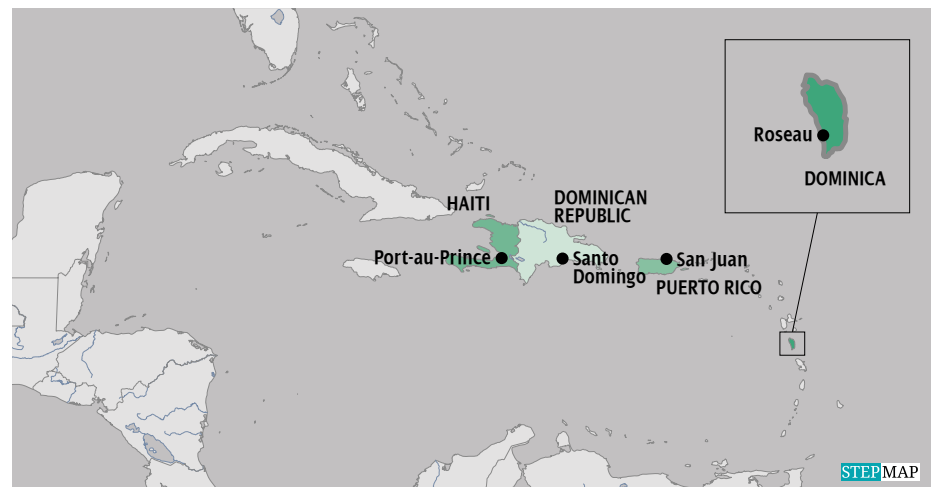 HAITI
DOMINICAN
REPUBLIC
Port-au-Prince
Santo
Domingo
San Juan
PUERTO RICO
Roseau
DOMINICA
STEPMAP